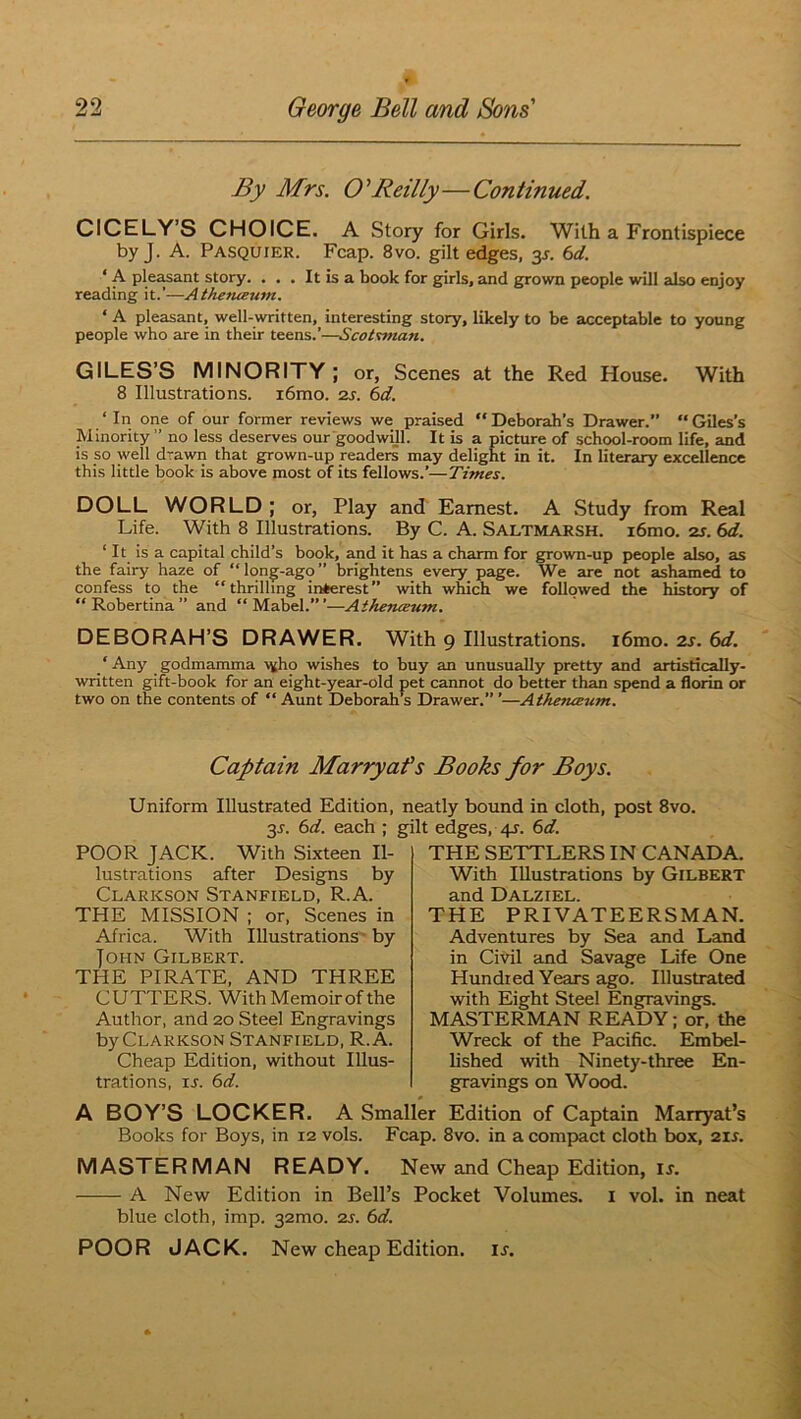 22 George Bell and Sons'
By Mrs. O'Reilly—Continued.
CICELY'S CHOICE. A Story for Girls. With a Frontispiece
by J. A. PASQUIER. Fcap. 8vo. gilt edges, 3s. 6d.
‘A pleasant story. . . . It is a book for girls, and grown people will also enjoy
reading it.’—Athenæum.
‘A pleasant, well-written, interesting story, likely to be acceptable to young
people who are in their teens.’—Scotsman.
GILES'S MINORITY; or, Scenes at the Red House. With
8 Illustrations. 16mo. 2s. 6d.
‘In one of our former reviews we praised “Deborah's Drawer.” “Giles's
Minority” no less deserves our goodwill. It is a picture of school-room life, and
is so well drawn that grown-up readers may delight in it. In literary excellence
this little book is above most of its fellows.’—Times.
DOLL WORLD; or, Play and Earnest. A Study from Real
Life. With 8 Illustrations. By C. A. SALTMARSH. 16mo. 2s. 6d.
‘It is a capital child's book, and it has a charm for grown-up people also, as
the fairy haze of “long-ago” brightens every page. We are not ashamed to
confess to the “thrilling interest” with which we followed the history of
“Robertina” and “Mabel.”’—Athenæum.
DEBORAH'S DRAWER. With 9 Illustrations. 16mo. 2s. 6d.
‘Any godmamma who wishes to buy an unusually pretty and artistically-
written gift-book for an eight-year-old pet cannot do better than spend a florin or
two on the contents of “Aunt Deborah's Drawer.”’—Athenæum.
Captain Marryat's Books for Boys.
Uniform Illustrated Edition, neatly bound in cloth, post 8vo.
3s. 6d. each; gilt edges, 4s. 6d.
POOR JACK. With Sixteen Il-
lustrations after Designs by
CLARKSON STANFIELD, R.A.
THE MISSION; or, Scenes in
Africa. With Illustrations by
JOHN GILBERT.
THE PIRATE, AND THREE
CUTTERS. With Memoir of the
Author, and 20 Steel Engravings
by CLARKSON STANFIELD, R.A.
Cheap Edition, without Illus-
trations, 1s. 6d.
THE SETTLERS IN CANADA.
With Illustrations by GILBERT
and DALZIEL.
THE PRIVATEERSMAN.
Adventures by Sea and Land
in Civil and Savage Life One
Hundred Years ago. Illustrated
with Eight Steel Engravings.
MASTERMAN READY; or, the
Wreck of the Pacific. Embel-
lished with Ninety-three En-
gravings on Wood.
A BOY'S LOCKER. A Smaller Edition of Captain Marryat's
Books for Boys, in 12 vols. Fcap. 8vo. in a compact cloth box, 21s.
MASTERMAN READY. New and Cheap Edition, 1s.
—— A New Edition in Bell's Pocket Volumes. 1 vol. in neat
blue cloth, imp. 32mo. 2s. 6d.
POOR JACK. New cheap Edition. 1s.